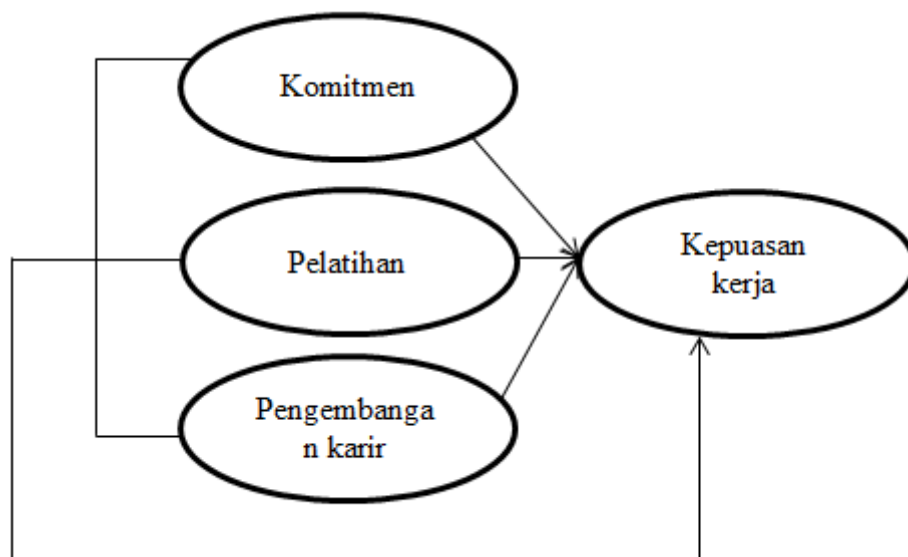 Komitmen
Pelatihan
Kepuasan
kerja
Pengembanga
n karir